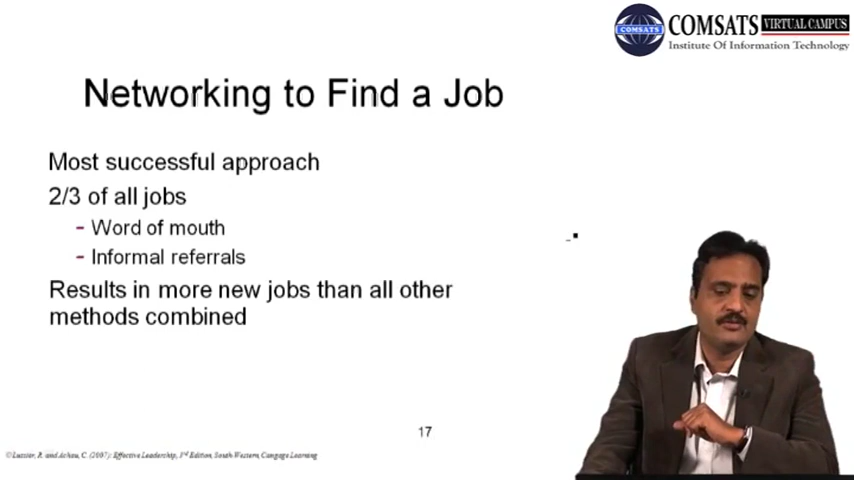 COMSATS VIRTUAL CAMPUS
Institute Of Information Technology
COMSATS
Networking to Find a Job
Most successful approach
2/3 of all jobs
- Word of mouth
- Informal referrals
Results in more new jobs than all other
methods combined
17
© Lussier, R. and Achua, C. (2007): Effective Leadership, 3rd Edition, South-Western, Cengage Learning